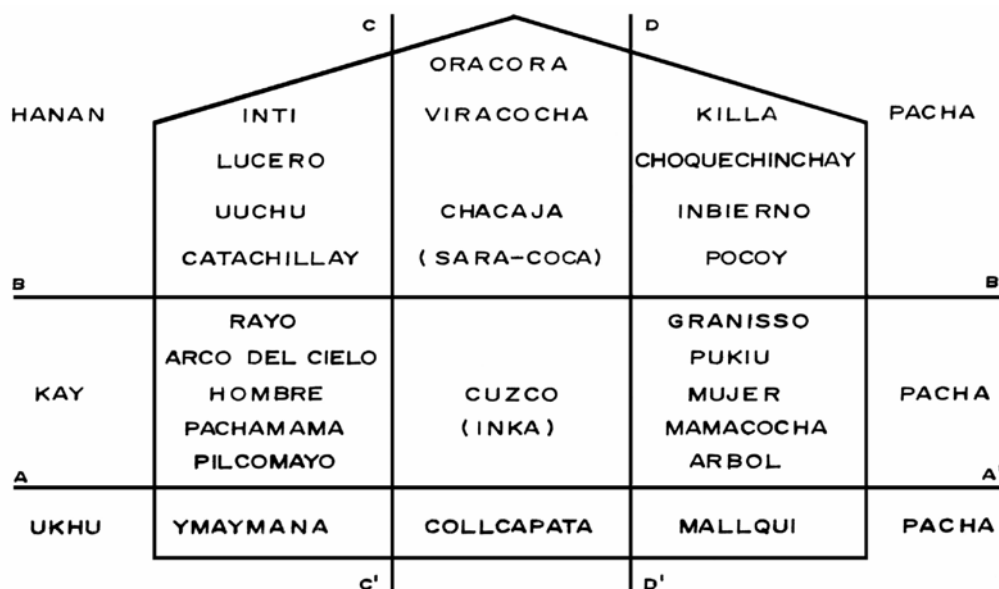 C D
ORACORA
HANAN INTI VIRACOCHA KILLA PACHA
LUCERO CHOQUECHINCHAY
UUCHU CHACAJA INBIERNO
CATACHILLAY (SARA-COCA) POCOY
B B
RAYO GRANISSO
ARCO DEL CIELO PUKIU
KAY HOMBRE CUZCO MUJER PACHA
PACHAMAMA (INKA) MAMACOCHA
PILCOMAYO ARBOL
A A'
UKHU YMAYMANA COLLCAPATA MALLQUI PACHA
C' D'